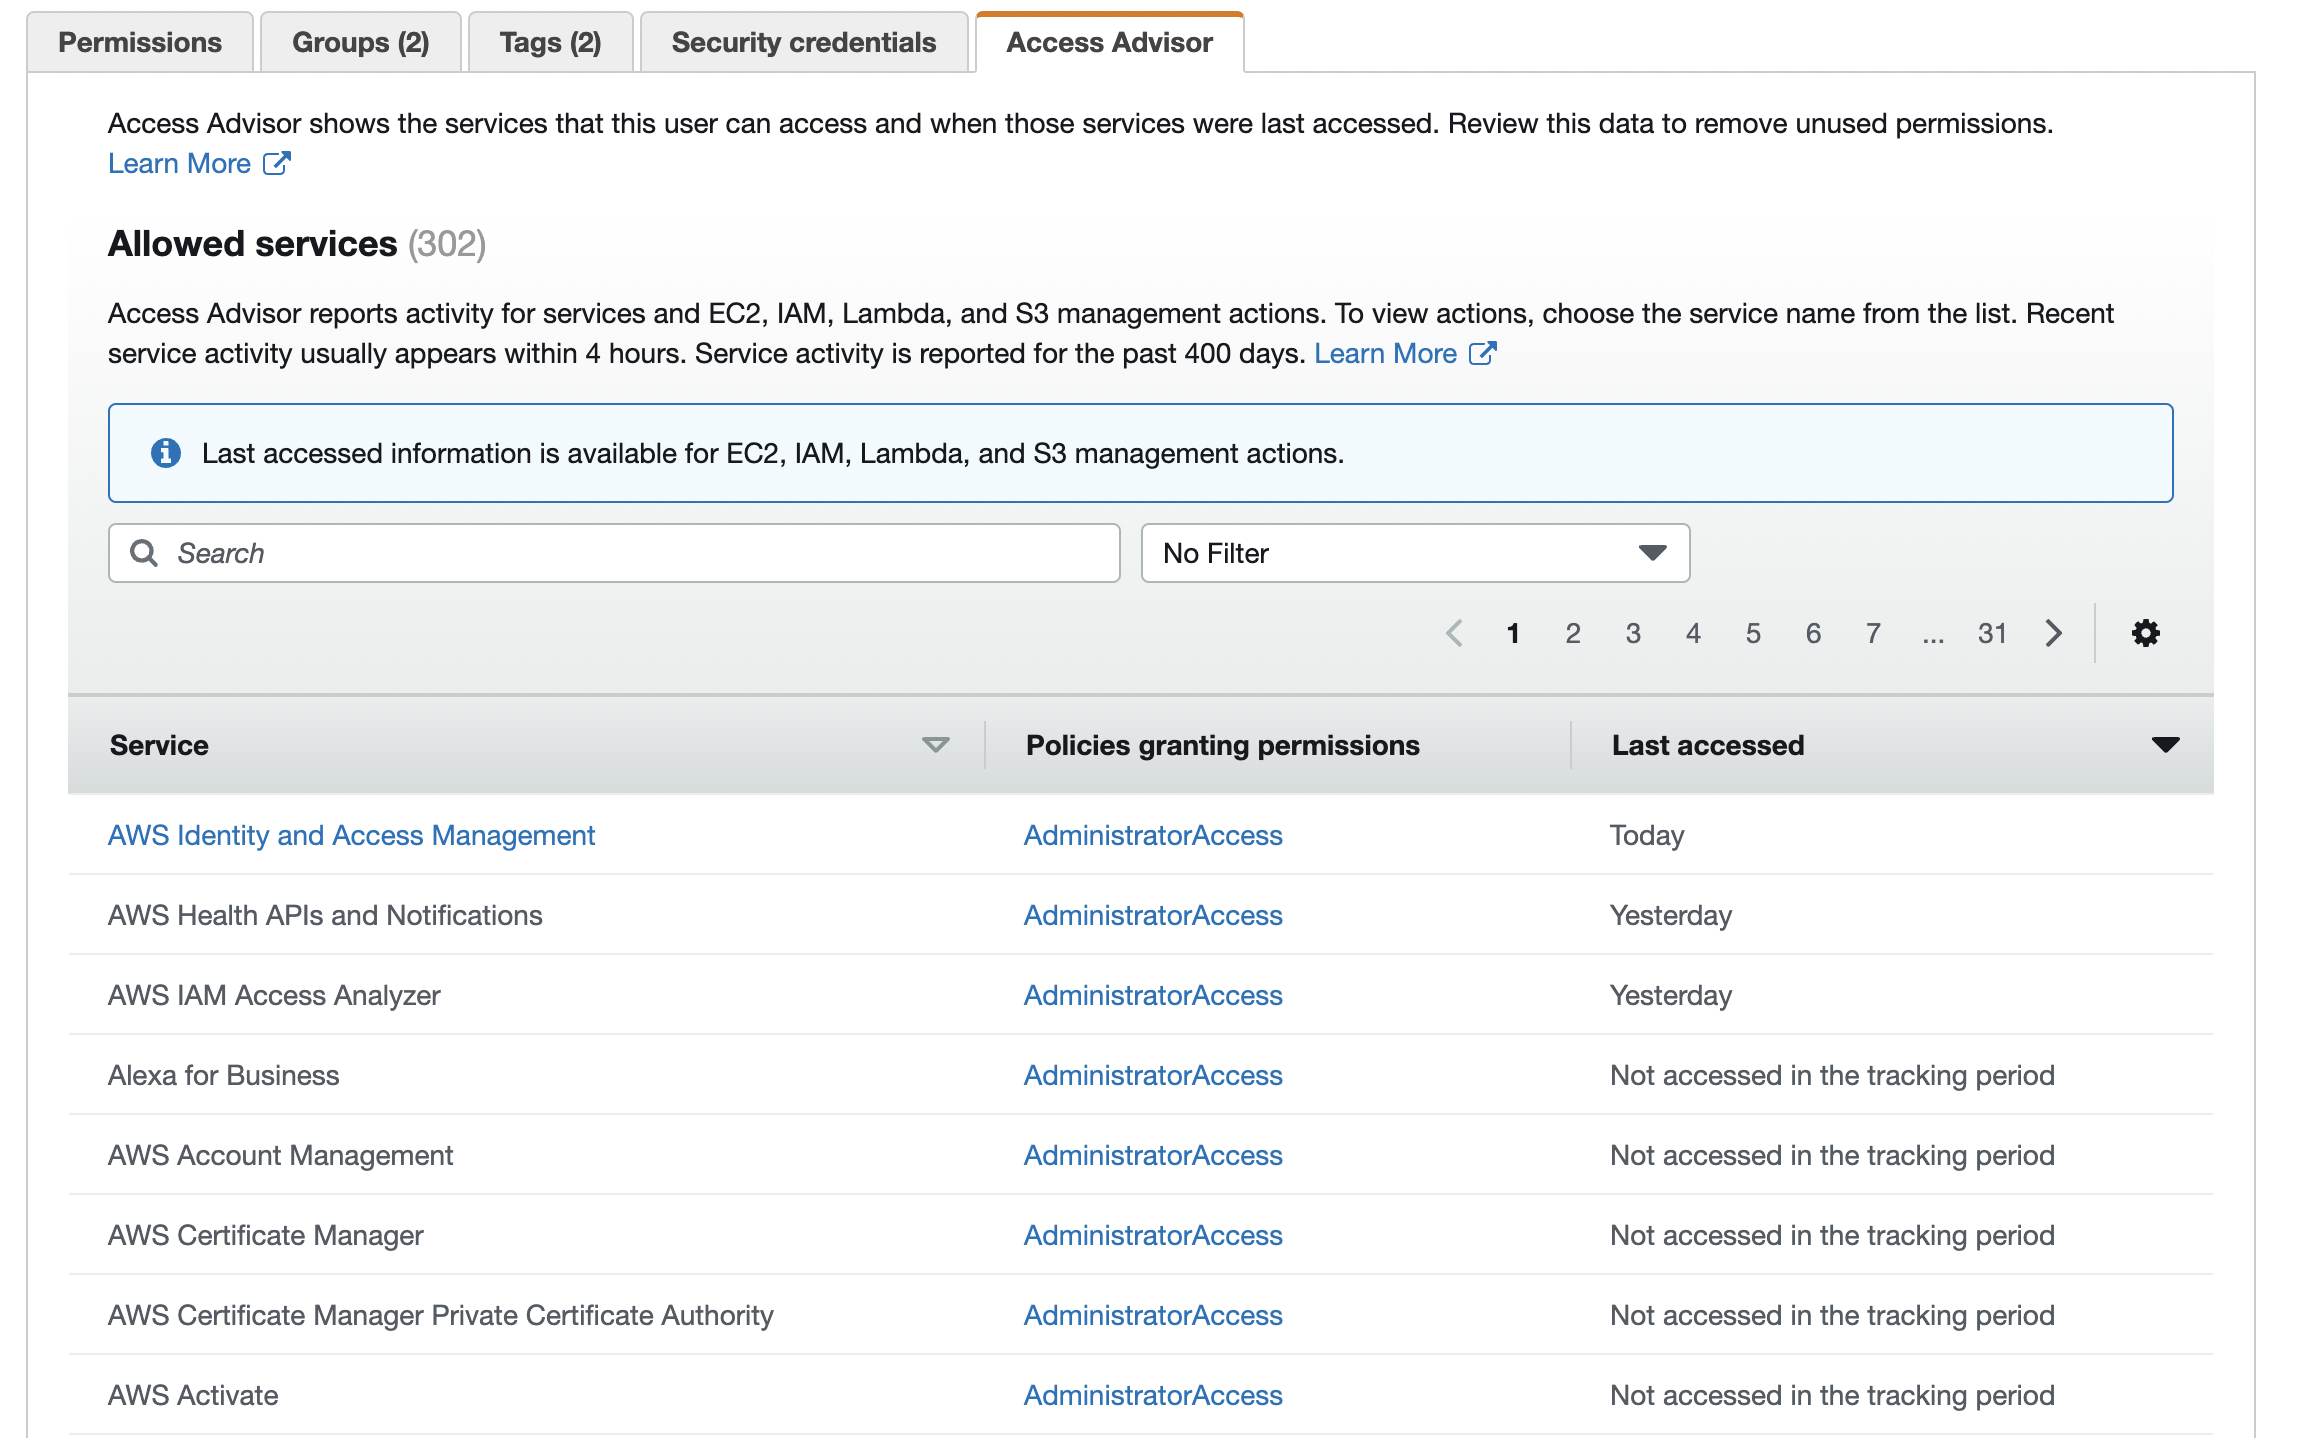 Permissions
Groups (2)
Tags (2)
Security credentials
Access Advisor
Access Advisor shows the services that this user can access and when those services were last accessed. Review this data to remove unused permissions.
Learn More
Allowed services (302)
Access Advisor reports activity for services and EC2, IAM, Lambda, and S3 management actions. To view actions, choose the service name from the list. Recent
service activity usually appears within 4 hours. Service activity is reported for the past 400 days. Learn More
Last accessed information is available for EC2, IAM, Lambda, and S3 management actions.
Search
No Filter
1 2 3 4 5 6 7 ... 31
Service Policies granting permissions Last accessed
AWS Identity and Access Management AdministratorAccess Today
AWS Health APIs and Notifications AdministratorAccess Yesterday
AWS IAM Access Analyzer AdministratorAccess Yesterday
Alexa for Business AdministratorAccess Not accessed in the tracking period
AWS Account Management AdministratorAccess Not accessed in the tracking period
AWS Certificate Manager AdministratorAccess Not accessed in the tracking period
AWS Certificate Manager Private Certificate Authority AdministratorAccess Not accessed in the tracking period
AWS Activate AdministratorAccess Not accessed in the tracking period